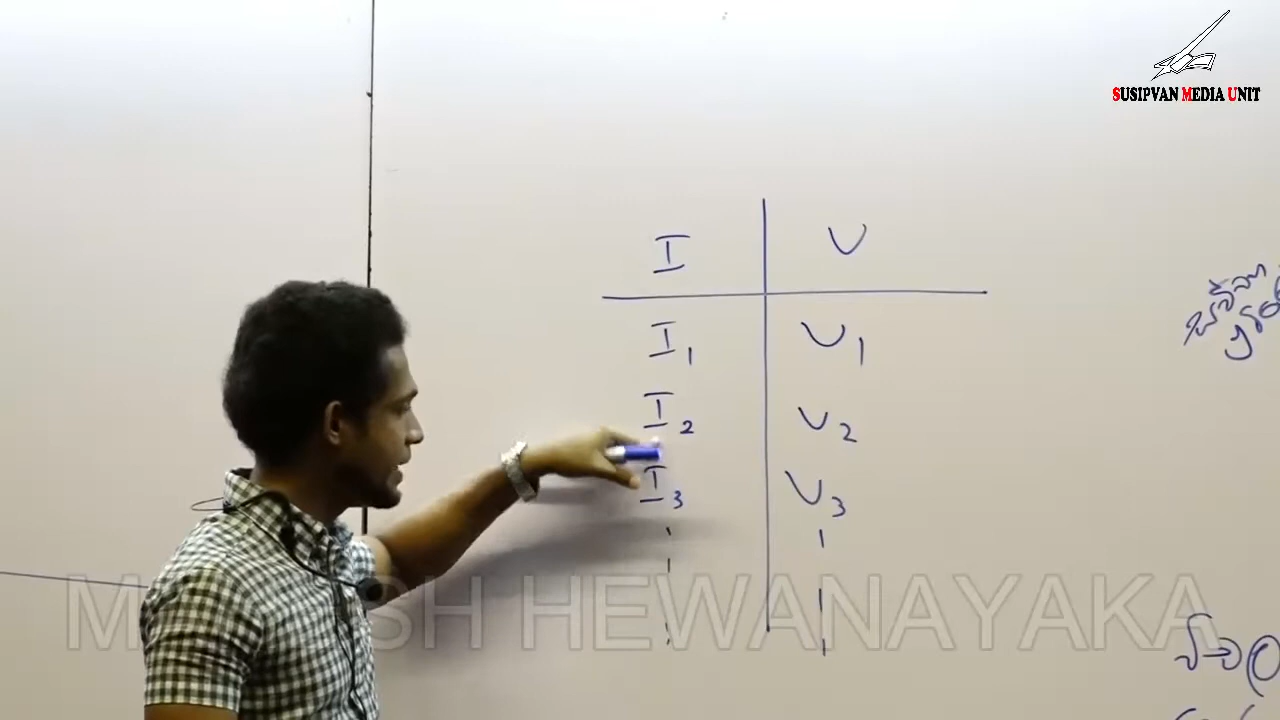 SUSIPVAN MEDIA UNIT
I V
I1 V1
I2 V2
I3 V3
HEWANAYAKA